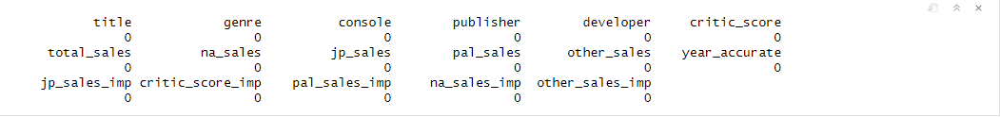 title genre console publisher developer critic_score
0 0 0 0 0 0
total_sales na_sales jp_sales pal_sales other_sales year_accurate
0 0 0 0 0 0
jp_sales_imp critic_score_imp pal_sales_imp na_sales_imp other_sales_imp
0 0 0 0 0